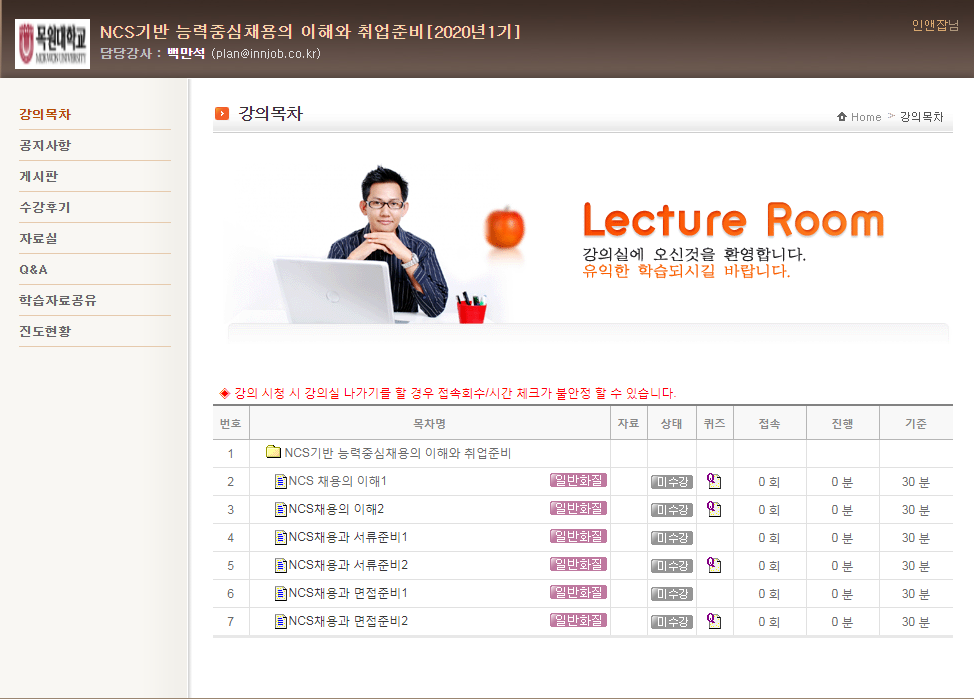 목원대학교
MOKWON UNIVERSITY
NCS기반 능력중심채용의 이해와 취업준비[2020년1기]
담당강사 : 백만석 (plan@innjob.co.kr)
인앤잡님
강의목차
공지사항
게시판
수강후기
자료실
Q&A
학습자료공유
진도현황
강의목차
Home > 강의목차
Lecture Room
강의실에 오신것을 환영합니다.
유익한 학습되시길 바랍니다.
◈ 강의 시청 시 강의실 나가기를 할 경우 접속회수/시간 체크가 불안정 할 수 있습니다.
번호 목차명 자료 상태 퀴즈 접속 진행 기준
1 NCS기반 능력중심채용의 이해와 취업준비
2 NCS 채용의 이해1 일반화질 미수강 Q 0 회 0 분 30 분
3 NCS채용의 이해2 일반화질 미수강 Q 0 회 0 분 30 분
4 NCS채용과 서류준비1 일반화질 미수강 0 회 0 분 30 분
5 NCS채용과 서류준비2 일반화질 미수강 Q 0 회 0 분 30 분
6 NCS채용과 면접준비1 일반화질 미수강 0 회 0 분 30 분
7 NCS채용과 면접준비2 일반화질 미수강 Q 0 회 0 분 30 분